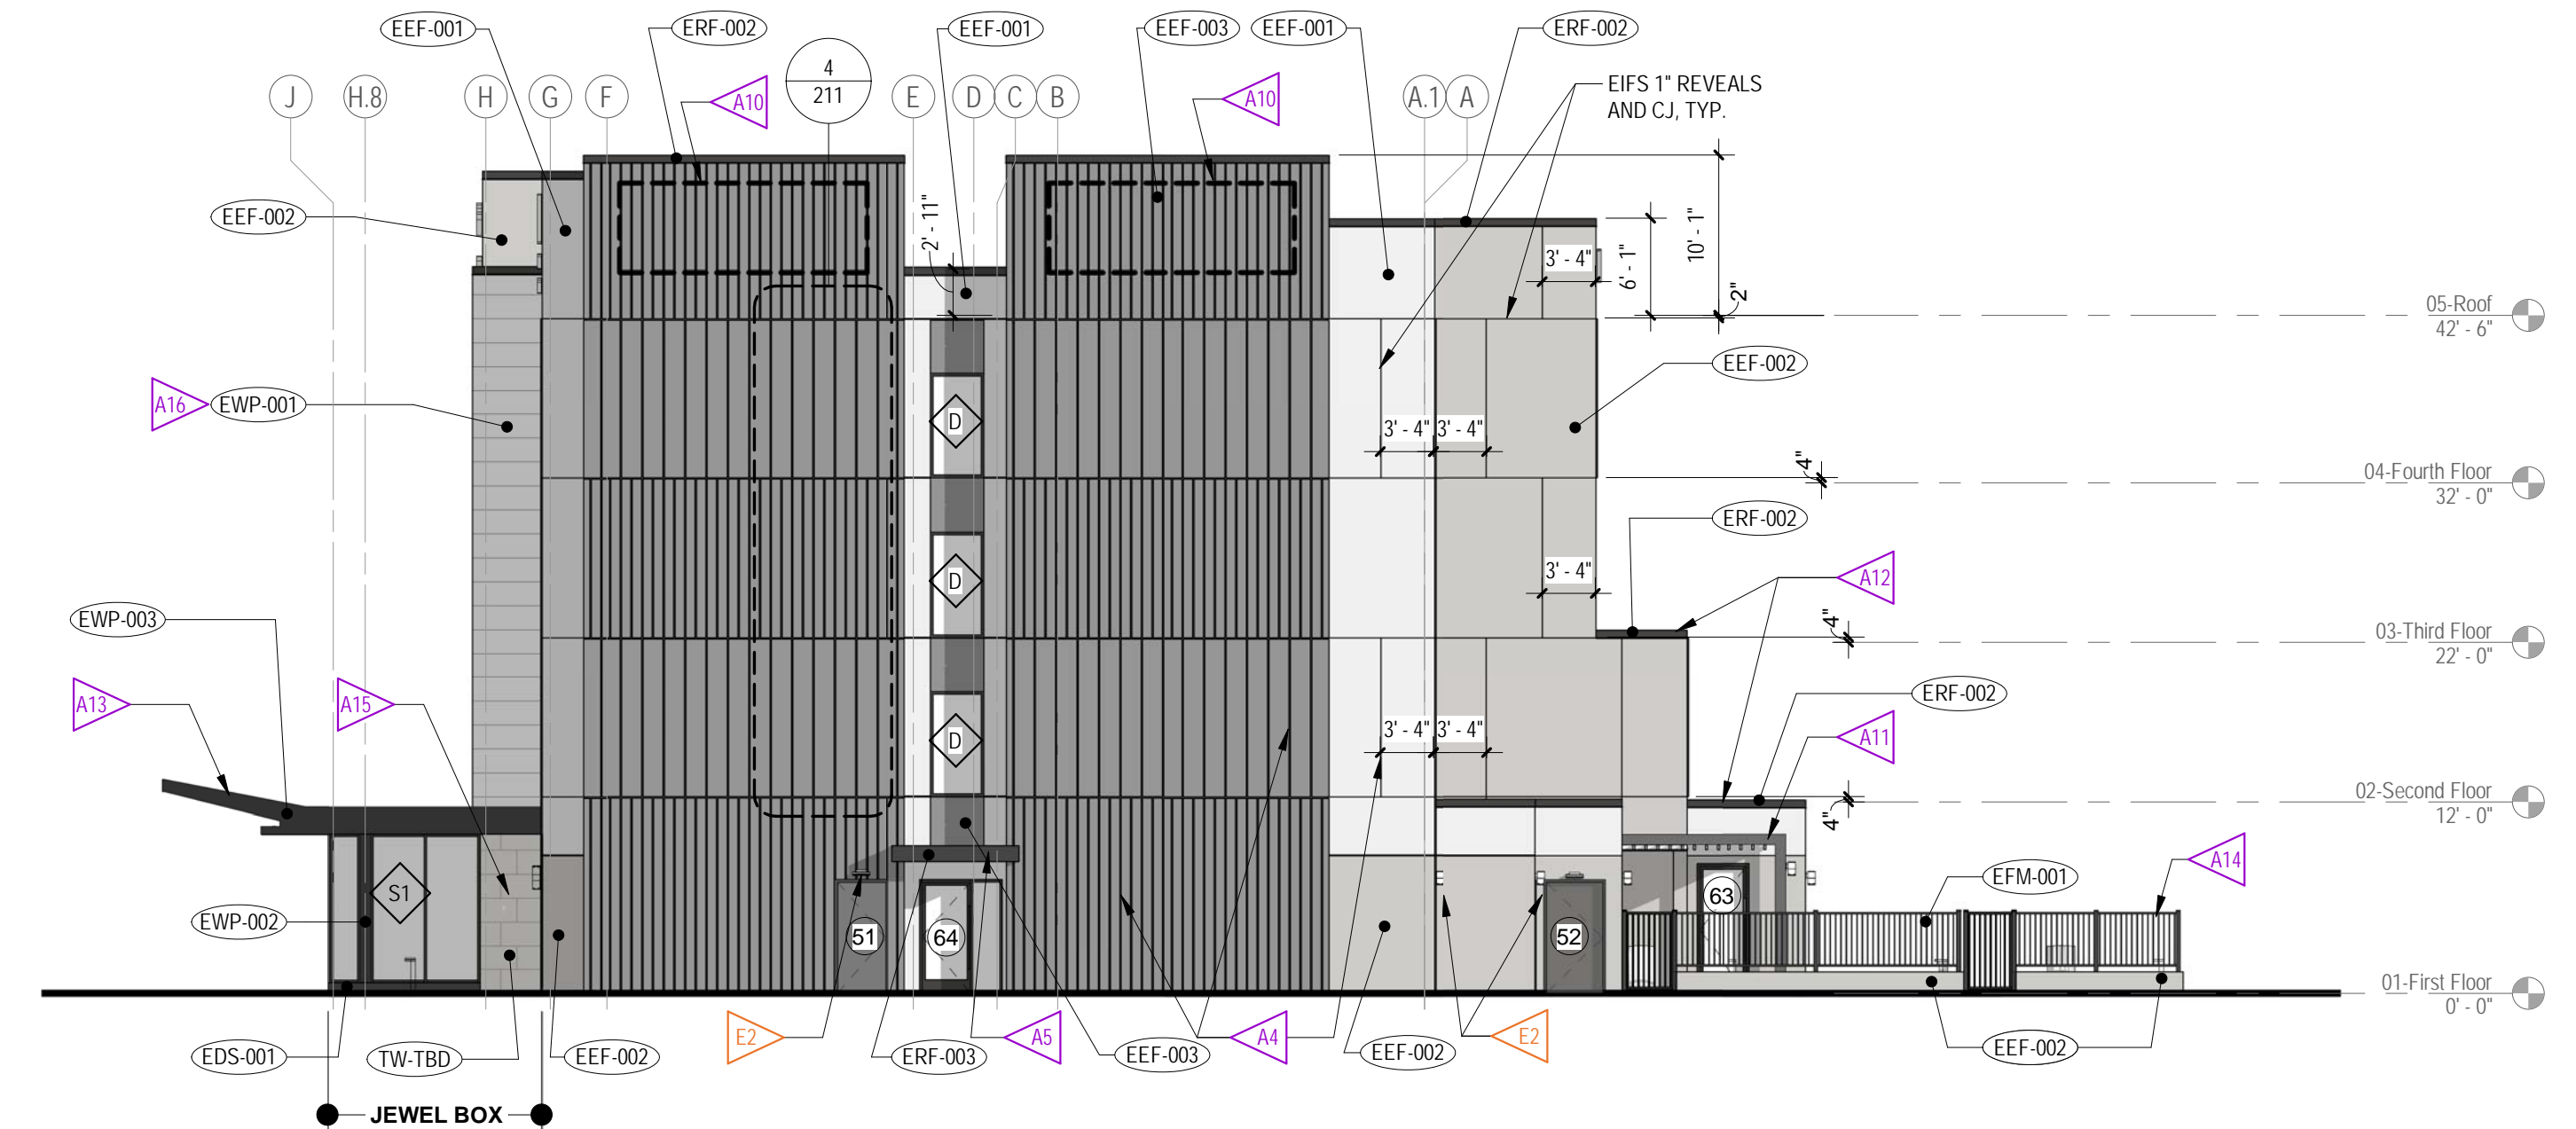 EEF-001
ERF-002
EEF-001
EEF-003
EEF-001
ERF-002
4
211
A10
A10
EIFS 1" REVEALS
AND CJ, TYP.
J
H.8
H
G
F
E
D
C
B
A.1
A
EEF-002
2' - 11"
3' - 4"
6' - 1"
10' - 1"
2"
05-Roof
42' - 6"
EEF-002
A16
EWP-001
D
3' - 4"
3' - 4"
4"
04-Fourth Floor
32' - 0"
ERF-002
D
3' - 4"
A12
EWP-003
4"
03-Third Floor
22' - 0"
A13
A15
D
3' - 4"
3' - 4"
ERF-002
A11
4"
02-Second Floor
12' - 0"
A14
S1
EWP-002
51
64
52
63
EFM-001
01-First Floor
0' - 0"
EDS-001
TW-TBD
EEF-002
E2
ERF-003
A5
EEF-003
A4
EEF-002
E2
EEF-002
JEWEL BOX